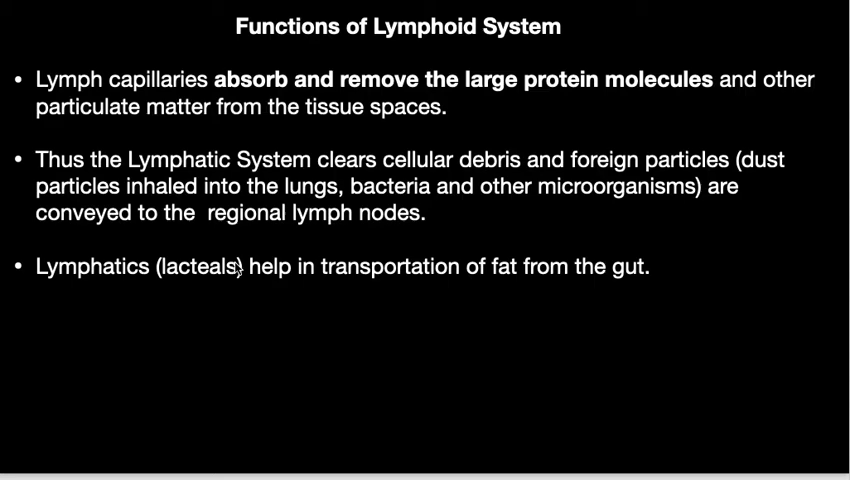 Functions of Lymphoid System
• Lymph capillaries absorb and remove the large protein molecules and other
particulate matter from the tissue spaces.
• Thus the Lymphatic System clears cellular debris and foreign particles (dust
particles inhaled into the lungs, bacteria and other microorganisms) are
conveyed to the  regional lymph nodes.
• Lymphatics (lacteals) help in transportation of fat from the gut.